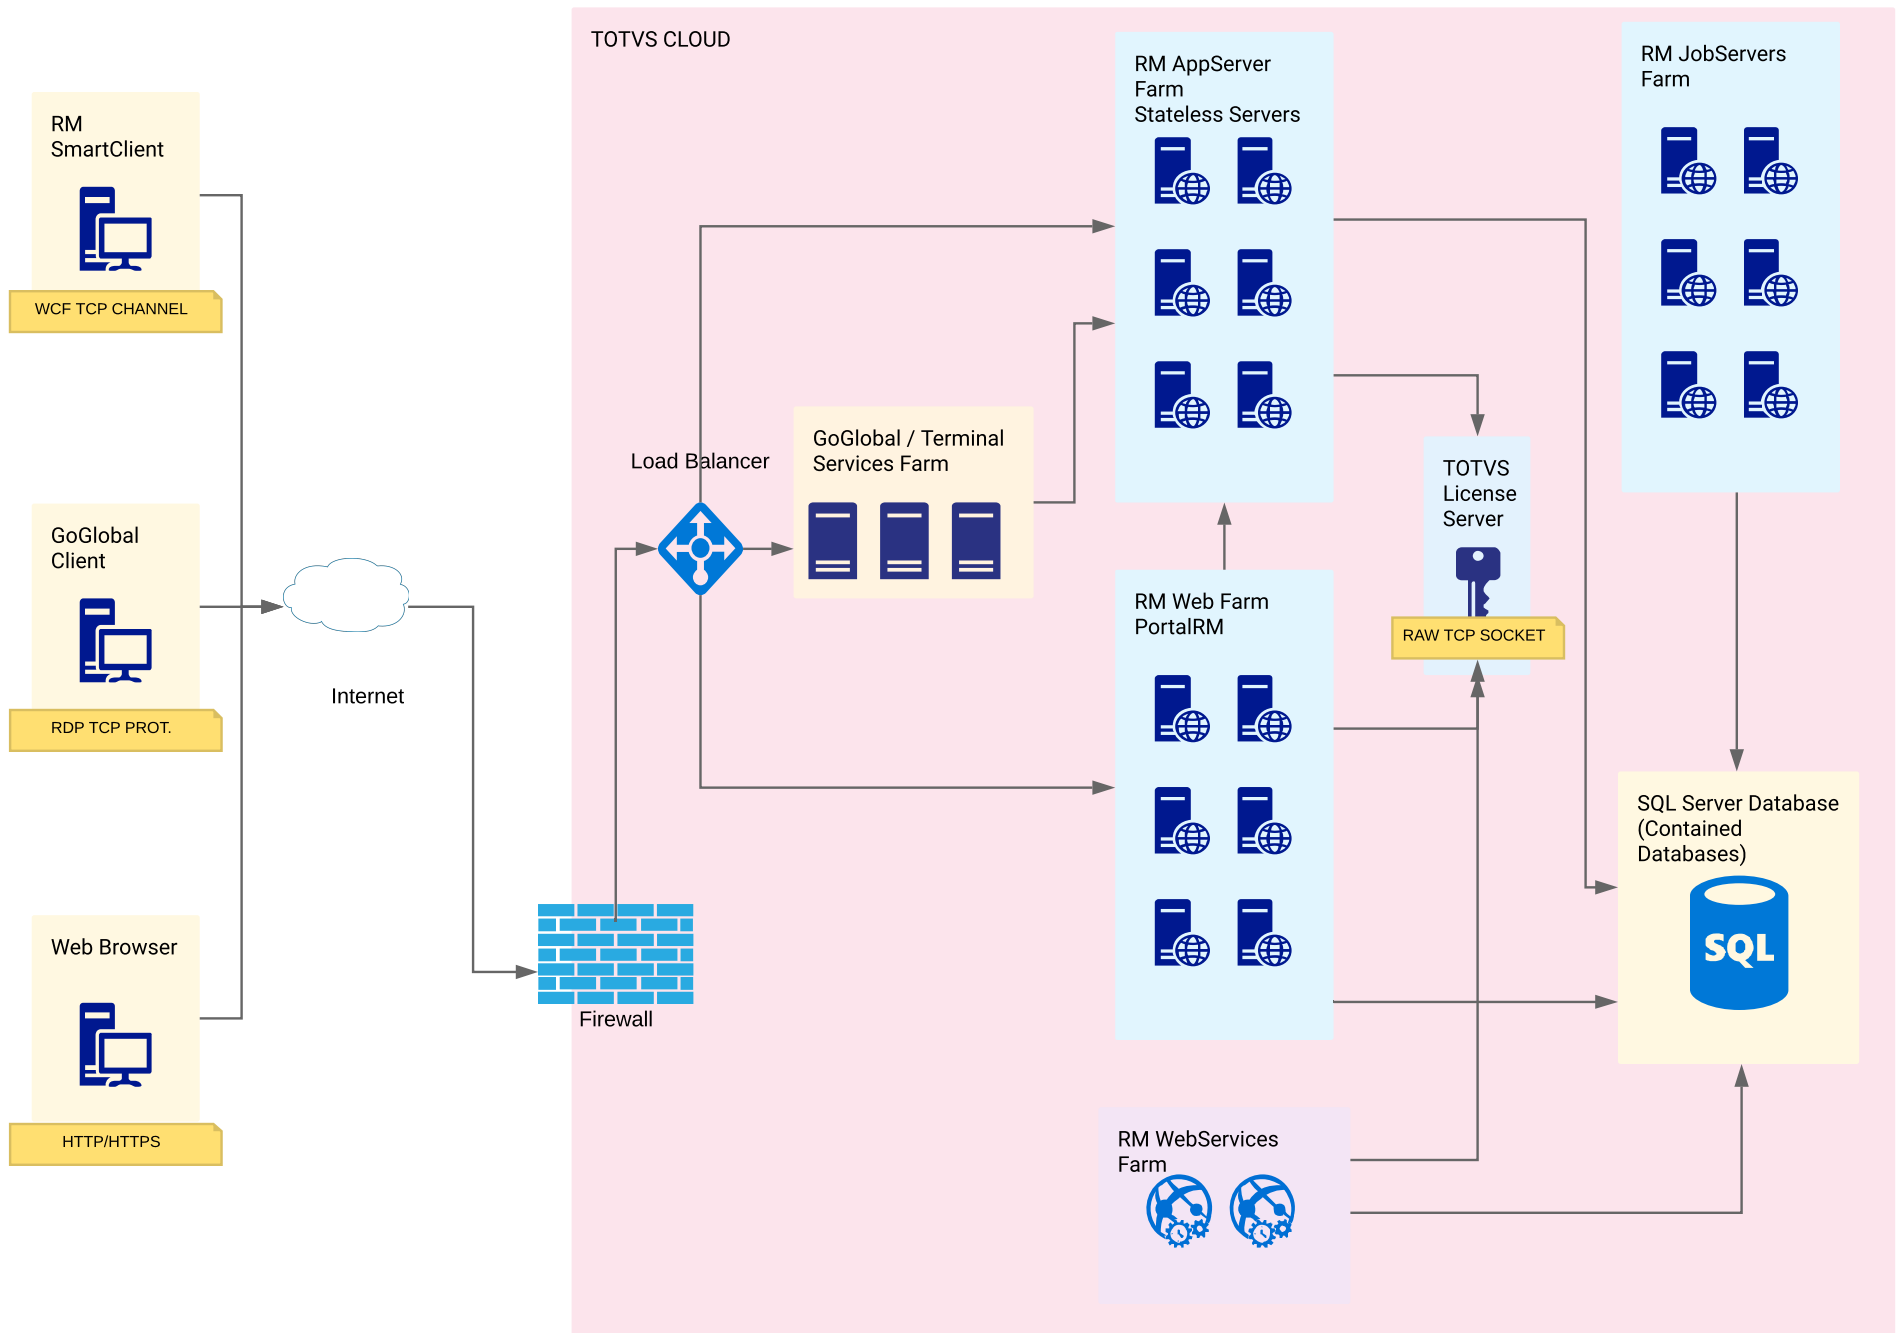 TOTVS CLOUD
RM
SmartClient
WCF TCP CHANNEL
GoGlobal
Client
RDP TCP PROT.
Web Browser
HTTP/HTTPS
Internet
Firewall
Load Balancer
GoGlobal / Terminal
Services Farm
RM AppServer
Farm
Stateless Servers
RM Web Farm
PortalRM
RM WebServices
Farm
TOTVS
License
Server
RAW TCP SOCKET
RM JobServers
Farm
SQL Server Database
(Contained
Databases)
SQL